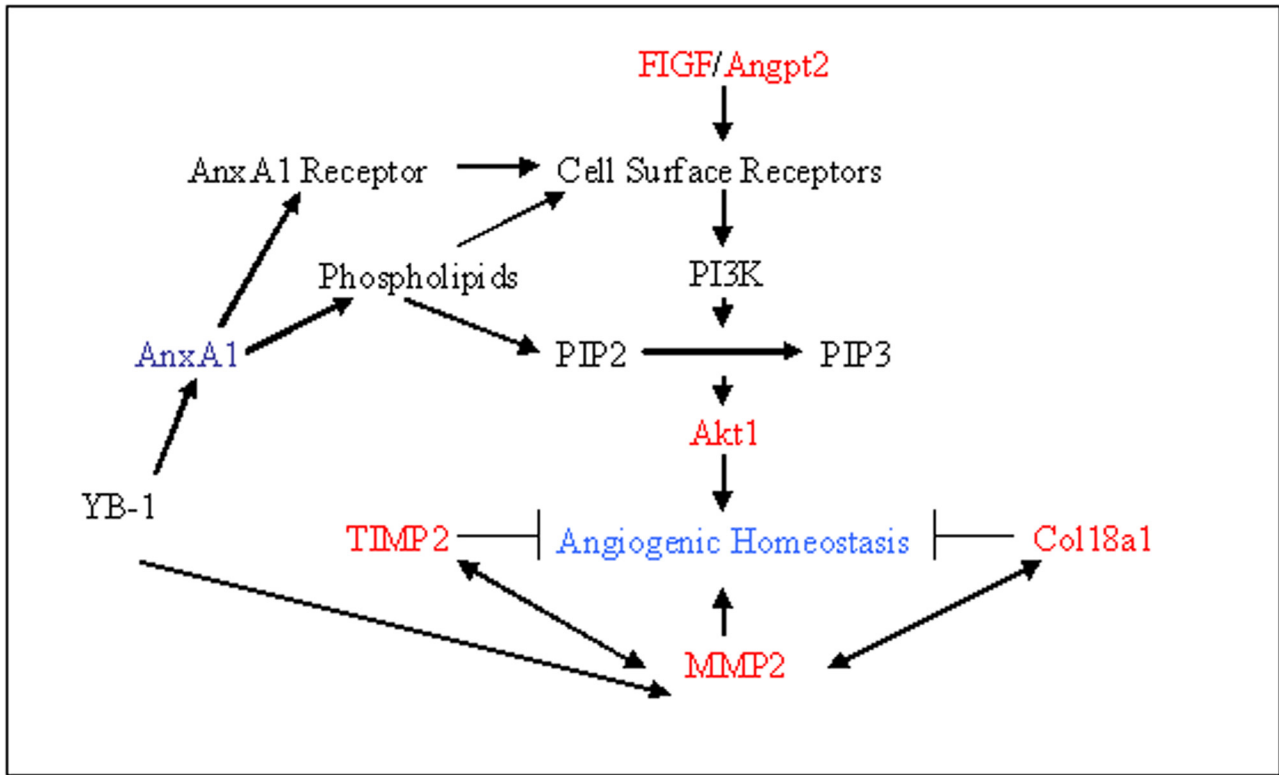 FIGF/Angpt2
AnxA1 Receptor
Cell Surface Receptors
Phospholipids
PI3K
AnxA1
PIP2
PIP3
Akt1
YB-1
TIMP2
Angiogenic Homeostasis
Col18a1
MMP2